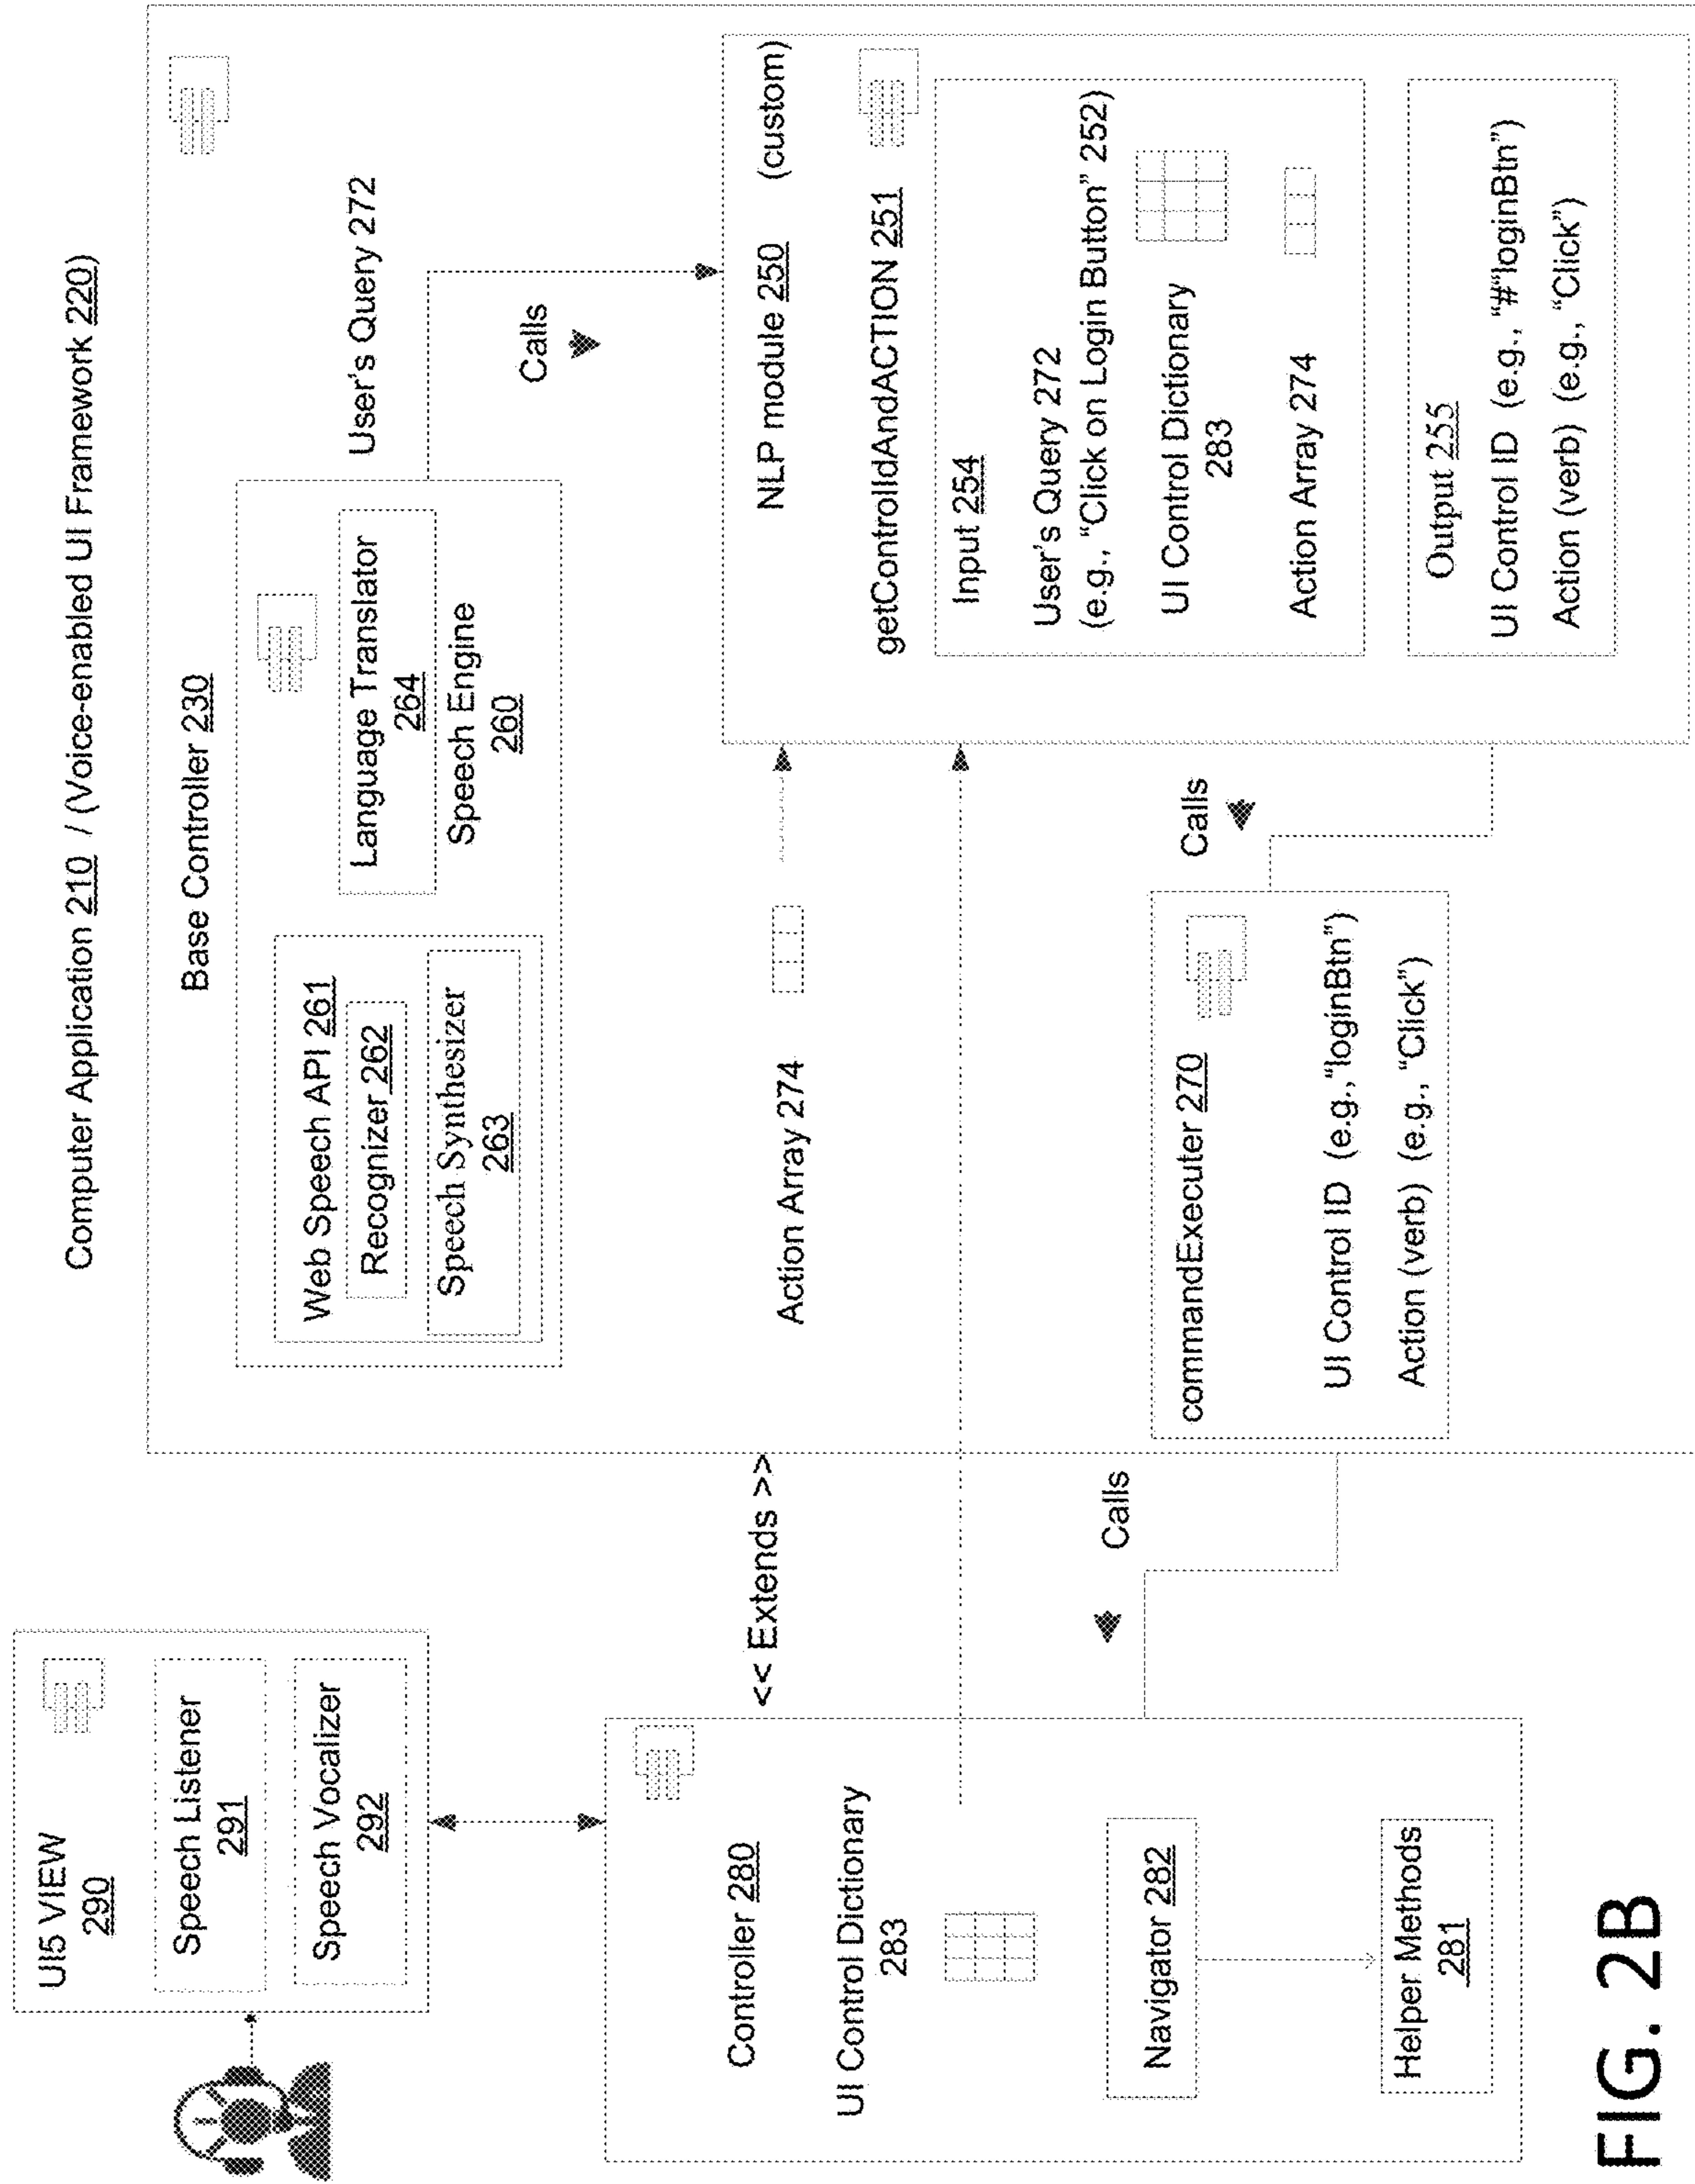 Computer Application 210 / (Voice-enabled UI Framework 220)
UI5 VIEW
290
Speech Listener
291
Speech Vocalizer
292
Controller 280
UI Control Dictionary
283
Navigator 282
Helper Methods
281
<< Extends >>
Calls
Base Controller 230
Web Speech API 261
Recognizer 262
Speech Synthesizer
263
Language Translator
264
Speech Engine
260
User's Query 272
Calls
Action Array 274
commandExecuter 270
UI Control ID (e.g.,“loginBtn”)
Action (verb) (e.g., “Click”)
Calls
NLP module 250 (custom)
getControlIdAndACTION 251
Input 254
User's Query 272
(e.g., “Click on Login Button” 252)
UI Control Dictionary
283
Action Array 274
Output 255
UI Control ID (e.g., “#“loginBtn”)
Action (verb) (e.g., “Click”)
FIG. 2B